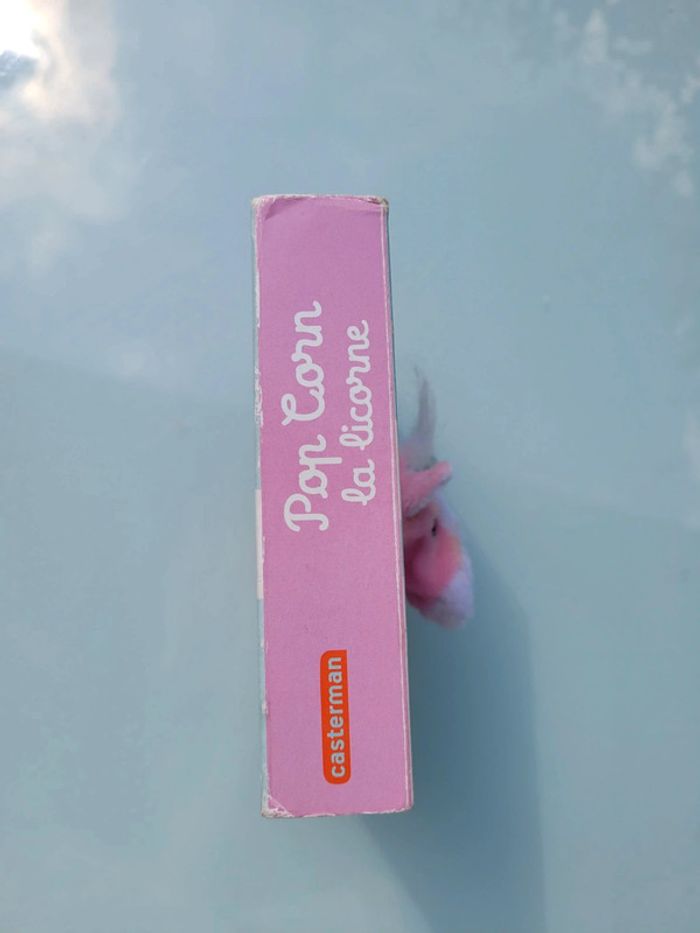 Pop Corn
la licorne
casterman